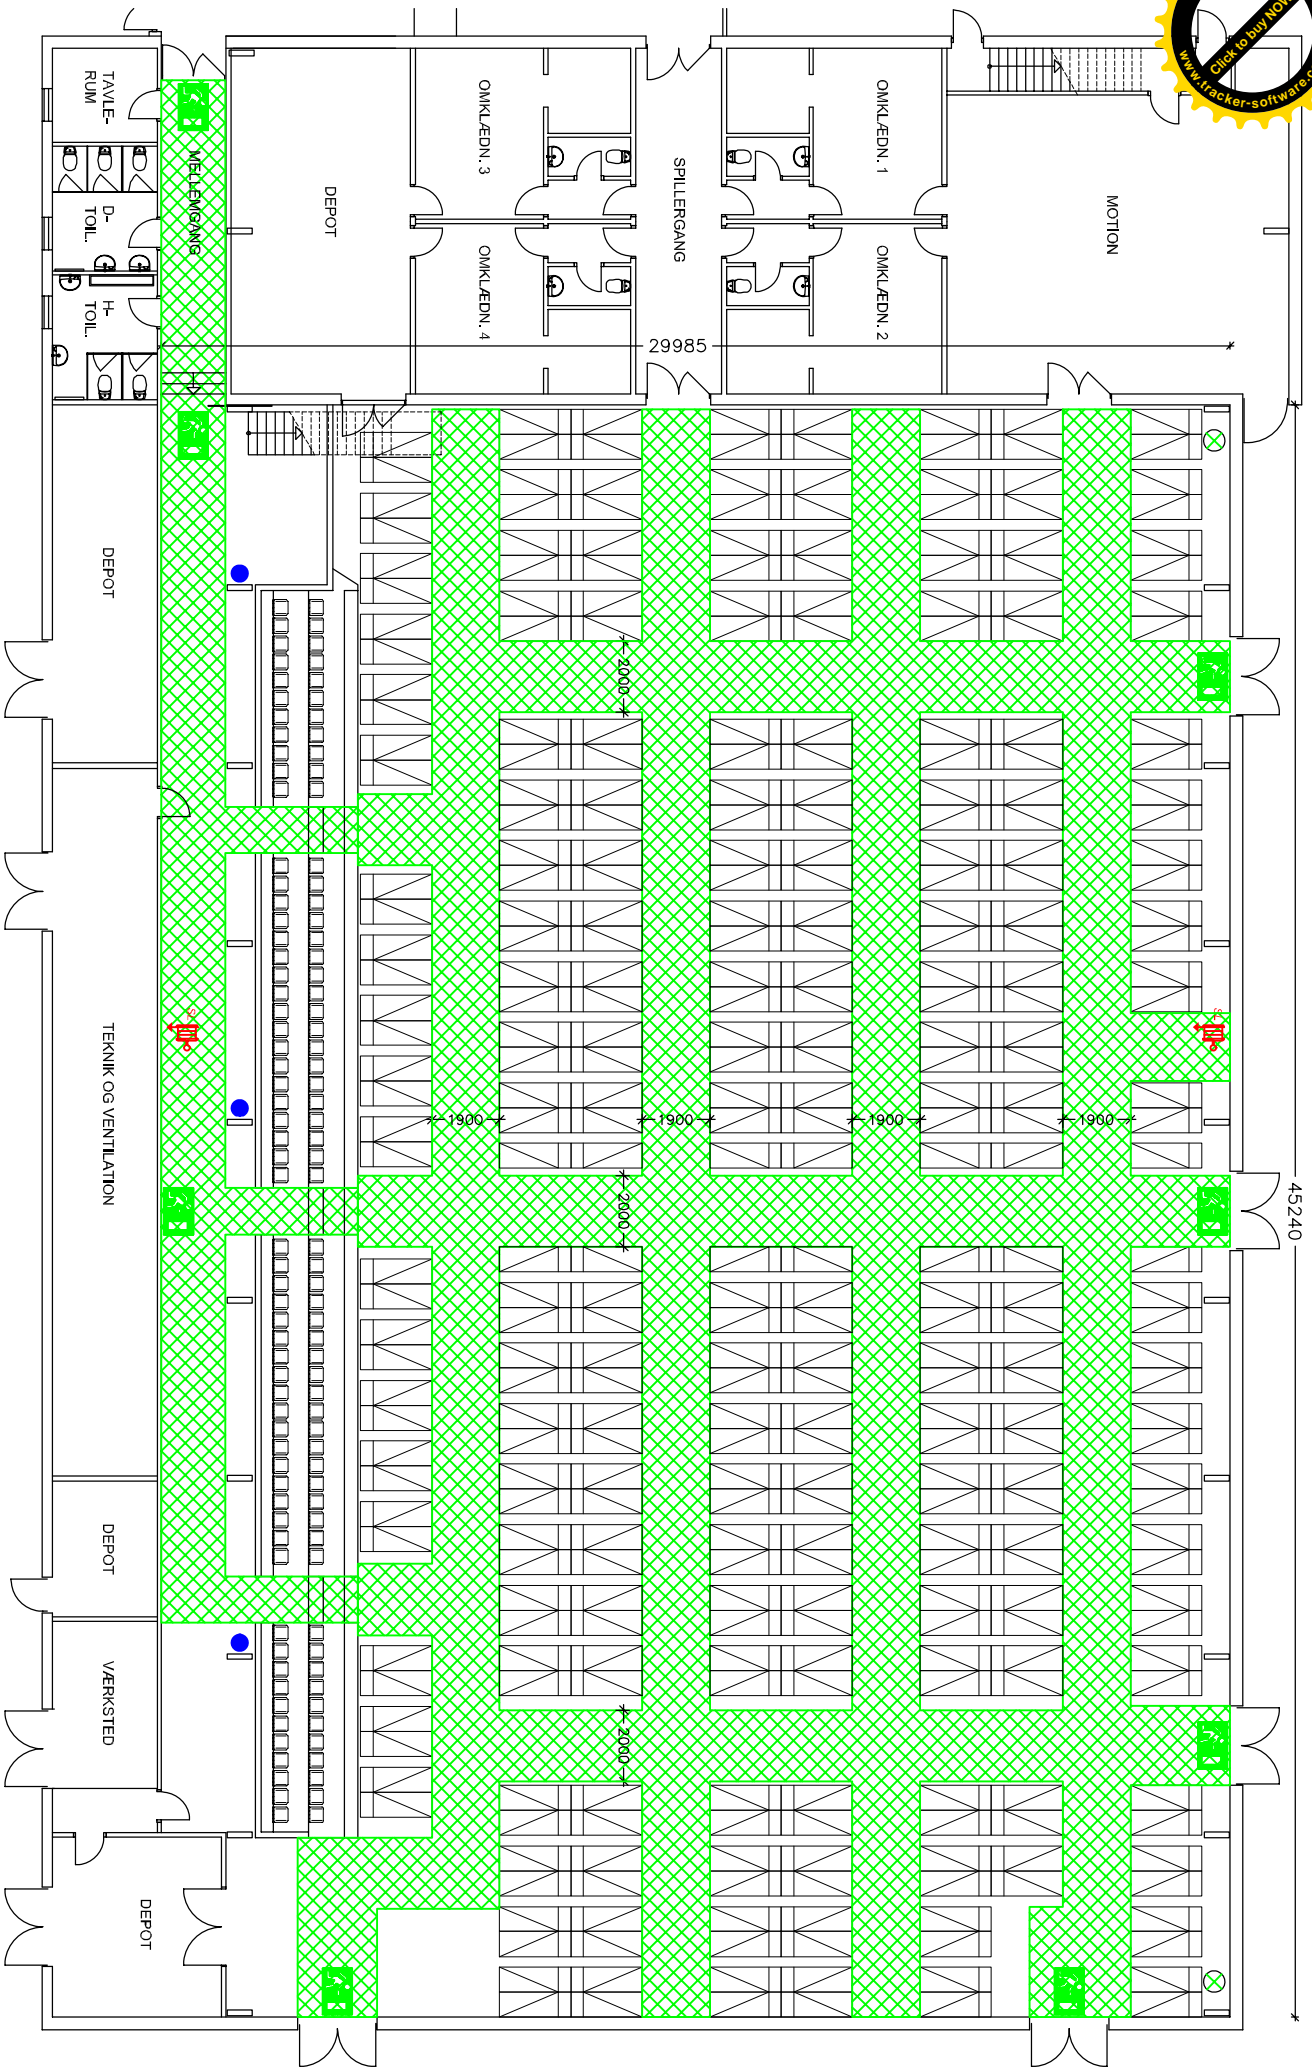 Click to buy NOW
www.tracker-software.c
TAVLE-
RUM
MELLEMGANG
D-
TOIL.
H-
TOIL.
DEPOT
OMKLÆDN. 3
OMKLÆDN. 4
SPILLERGANG
OMKLÆDN. 1
OMKLÆDN. 2
MOTION
29985
DEPOT
2000
TEKNIK OG VENTILATION
SL
SL
1900
1900
1900
1900
2000
45240
DEPOT
VÆRKSTED
2000
DEPOT